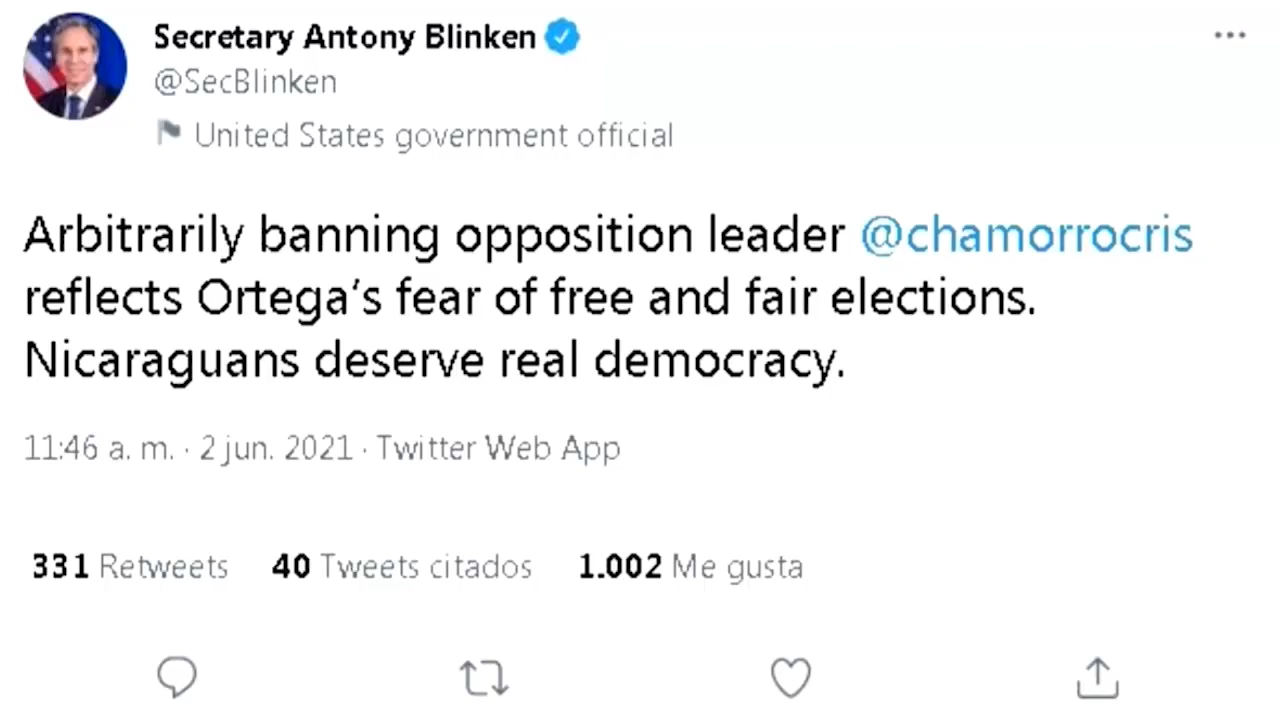 Secretary Antony Blinken
@SecBlinken
United States government official
Arbitrarily banning opposition leader @chamorrocris
reflects Ortega's fear of free and fair elections.
Nicaraguans deserve real democracy.
11:46 a. m. · 2 jun. 2021 · Twitter Web App
331 Retweets 40 Tweets citados 1.002 Me gusta